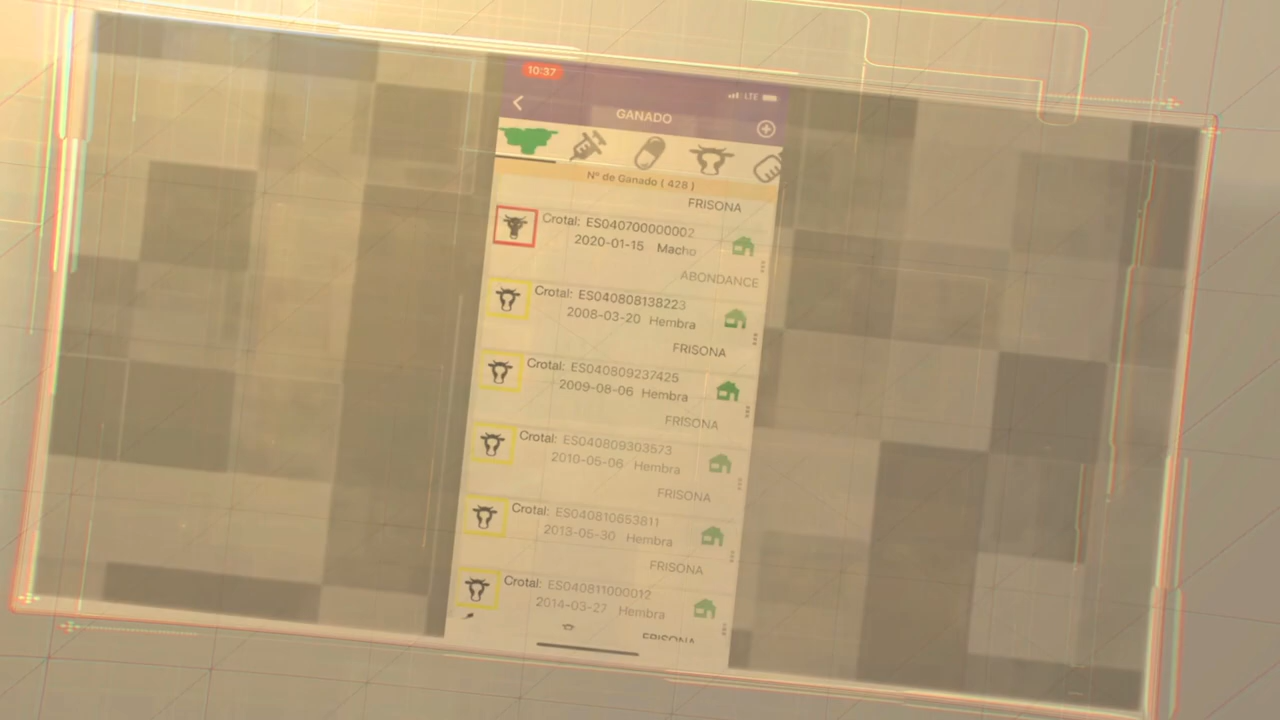 10:37
LTE
GANADO
Nº de Ganado ( 428 )
FRISONA
Crotal: ES040700000002
2020-01-15 Macho
ABONDANCE
Crotal: ES040808138223
2008-03-20 Hembra
FRISONA
Crotal: ES040809237425
2009-08-06 Hembra
FRISONA
Crotal: ES040809303573
2010-05-06 Hembra
FRISONA
Crotal: ES040810653811
2013-05-30 Hembra
FRISONA
Crotal: ES040811000012
2014-03-27 Hembra
FRISONA